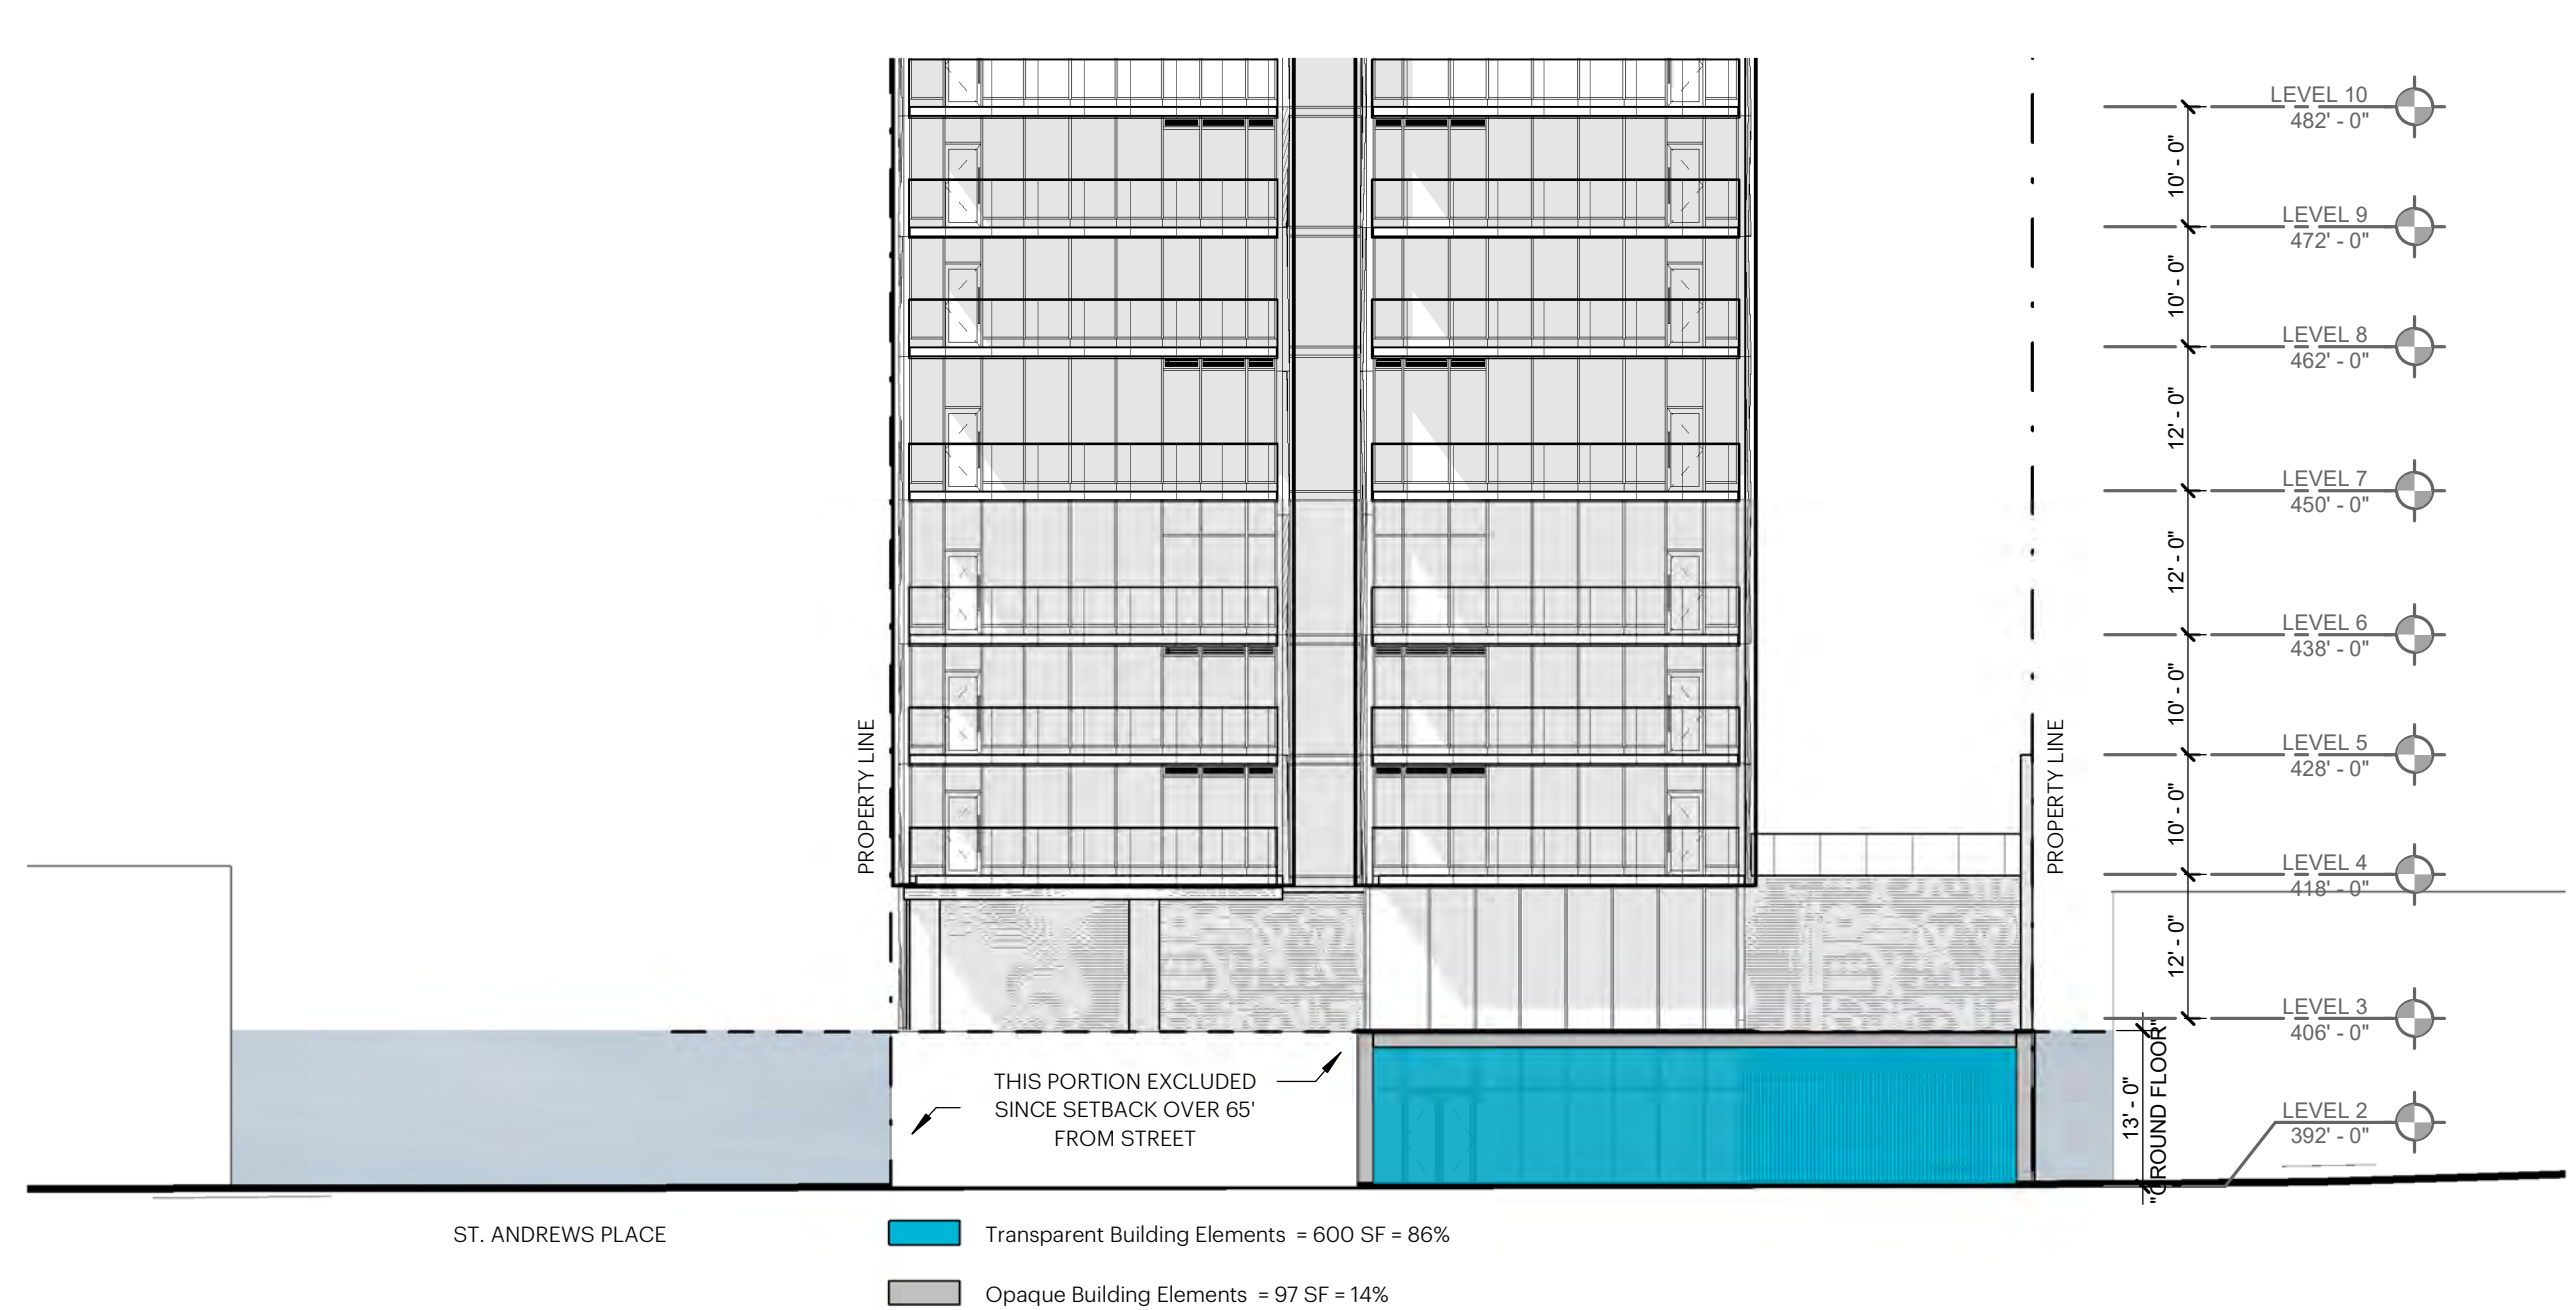 LEVEL 10
482' - 0"
10' - 0"
LEVEL 9
472' - 0"
10' - 0"
LEVEL 8
462' - 0"
12' - 0"
LEVEL 7
450' - 0"
12' - 0"
LEVEL 6
438' - 0"
10' - 0"
LEVEL 5
428' - 0"
10' - 0"
PROPERTY LINE
PROPERTY LINE
LEVEL 4
418' - 0"
12' - 0"
LEVEL 3
406' - 0"
THIS PORTION EXCLUDED
SINCE SETBACK OVER 65'
FROM STREET
13' - 0"
"GROUND FLOOR"
LEVEL 2
392' - 0"
ST. ANDREWS PLACE
Transparent Building Elements = 600 SF = 86%
Opaque Building Elements = 97 SF = 14%